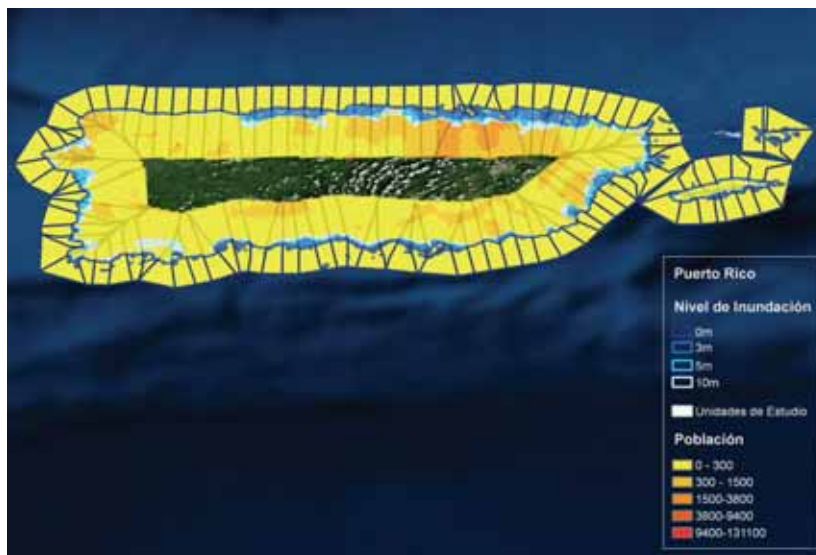 Puerto Rico
Nivel de Inundación
0m
3m
5m
10m
Unidades de Estudio
Población
0 - 300
300 - 1500
1500-3800
3800-9400
9400-131100